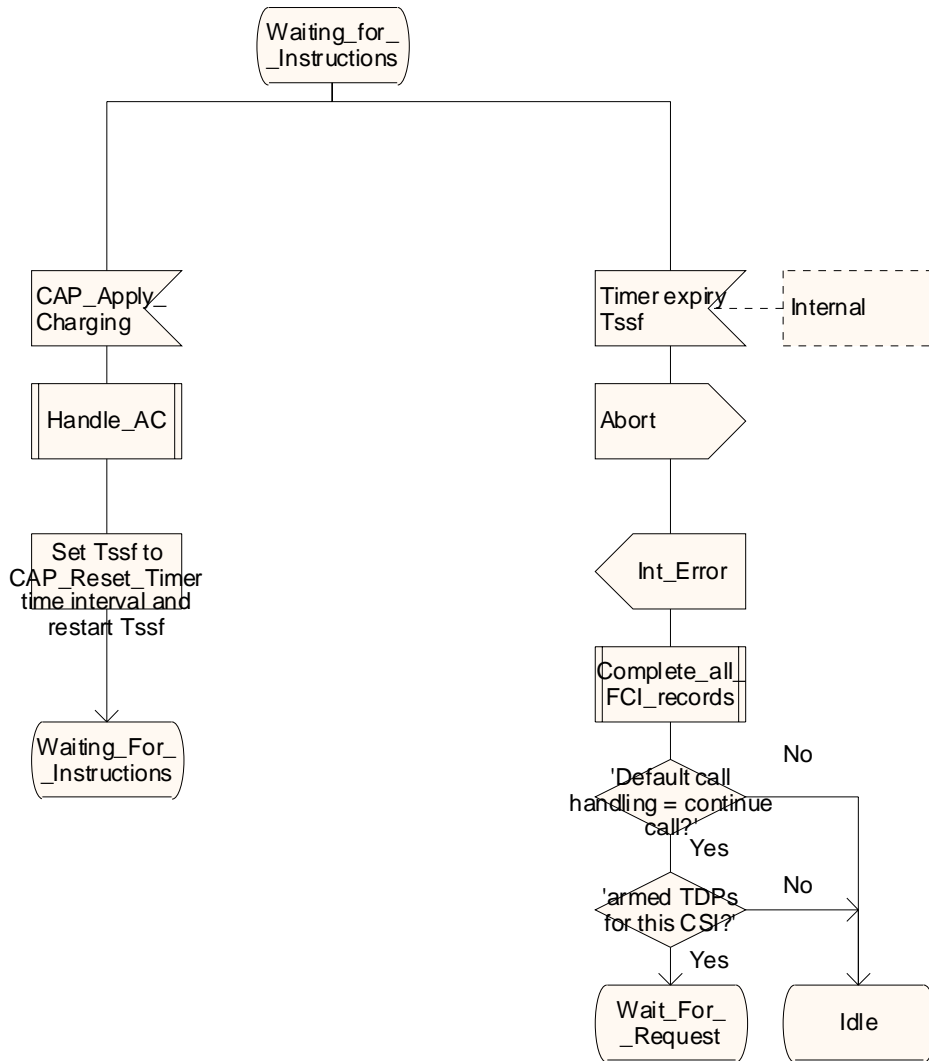 Waiting_for_
_Instructions
CAP_Apply_
Charging
Handle_AC
Set Tssf to
CAP_Reset_Timer
time interval and
restart Tssf
Waiting_For_
_Instructions
Timer expiry
Tssf
Internal
Abort
Int_Error
Complete_all_
FCI_records
'Default call
handling = continue
call?'
No
Yes
'armed TDPs
for this CSI?'
No
Yes
Wait_For_
_Request
Idle